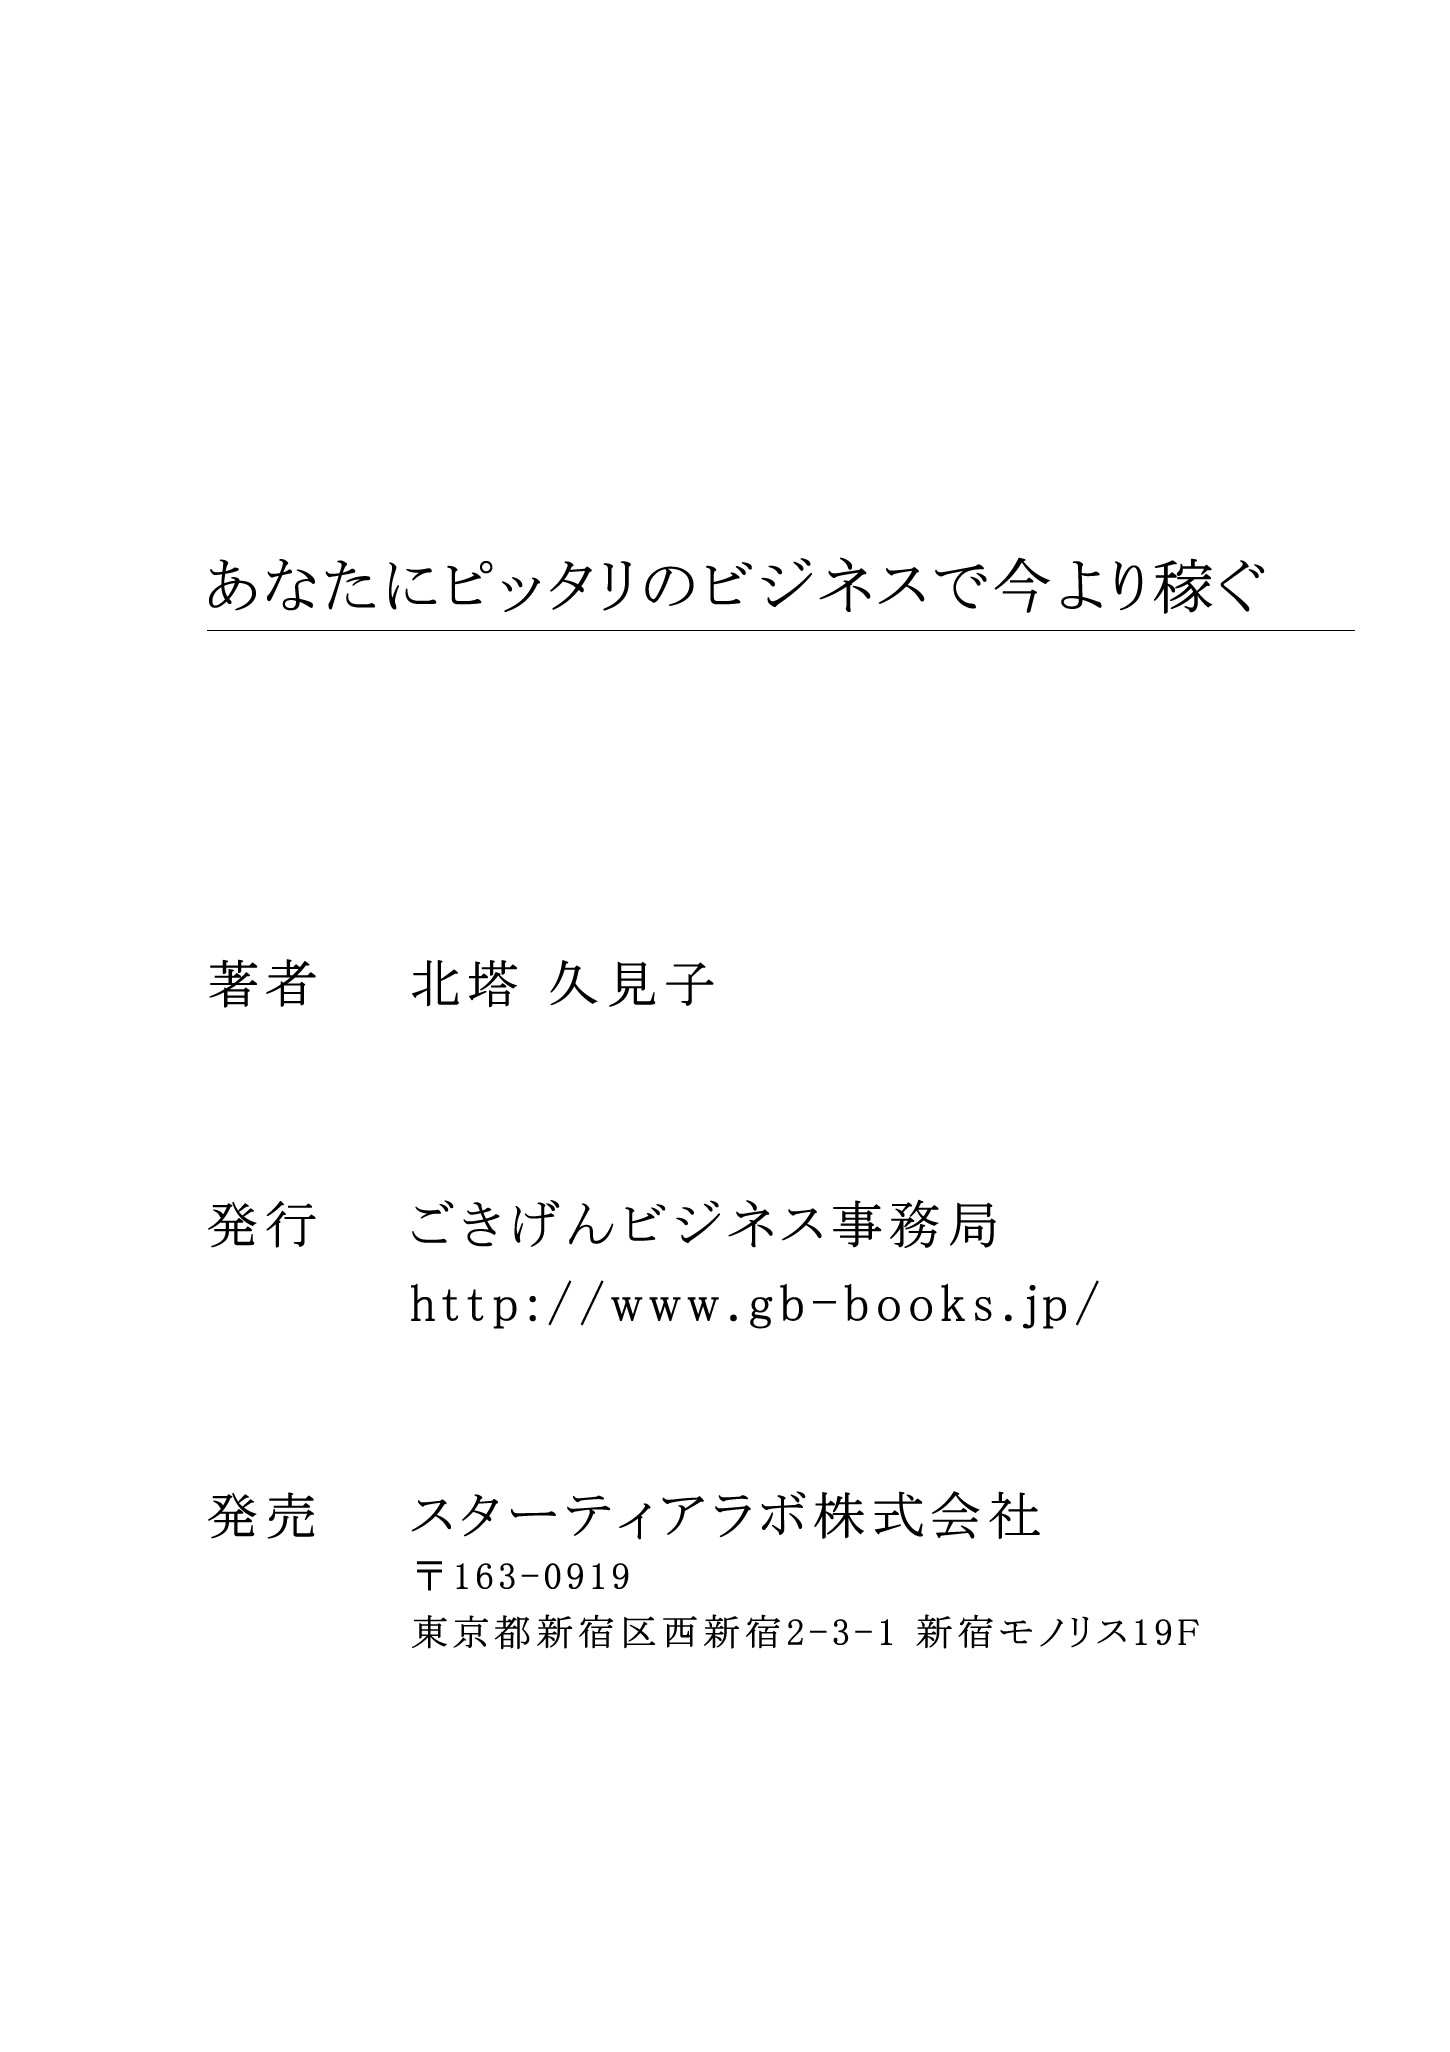 あなたにピッタリのビジネスで今より稼ぐ
著者 北塔 久見子
発行 ごきげんビジネス事務局
http://www.gb-books.jp/
発売 スターティアラボ株式会社
〒163-0919
東京都新宿区西新宿2-3-1 新宿モノリス19F